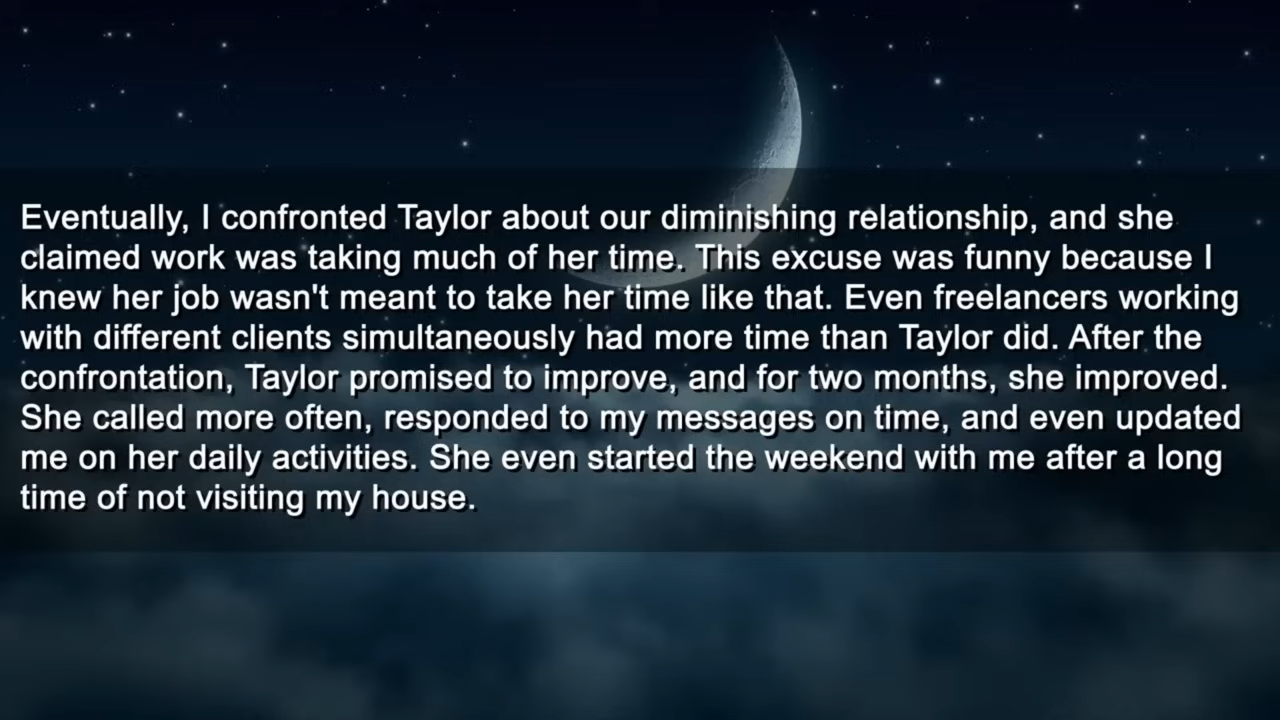 Eventually, I confronted Taylor about our diminishing relationship, and she
claimed work was taking much of her time. This excuse was funny because I
knew her job wasn't meant to take her time like that. Even freelancers working
with different clients simultaneously had more time than Taylor did. After the
confrontation, Taylor promised to improve, and for two months, she improved.
She called more often, responded to my messages on time, and even updated
me on her daily activities. She even started the weekend with me after a long
time of not visiting my house.